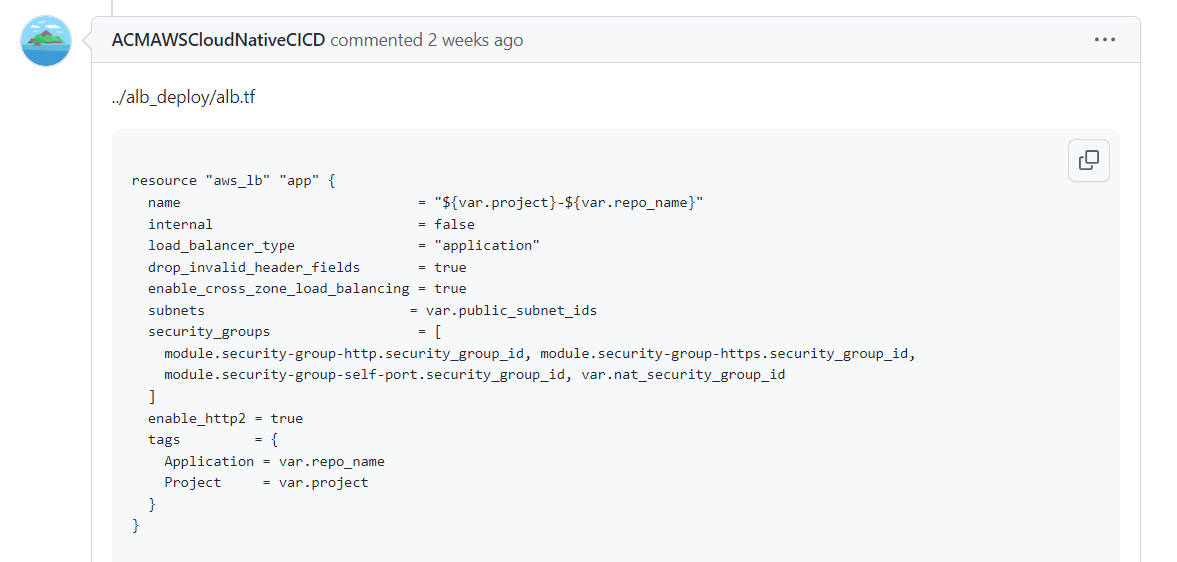 ACMAWSCloudNativeCICD commented 2 weeks ago
../alb_deploy/alb.tf
resource "aws_lb" "app" {
  name                             = "${var.project}-${var.repo_name}"
  internal                         = false
  load_balancer_type               = "application"
  drop_invalid_header_fields       = true
  enable_cross_zone_load_balancing = true
  subnets                         = var.public_subnet_ids
  security_groups                  = [
    module.security-group-http.security_group_id, module.security-group-https.security_group_id,
    module.security-group-self-port.security_group_id, var.nat_security_group_id
  ]
  enable_http2 = true
  tags         = {
    Application = var.repo_name
    Project     = var.project
  }
}